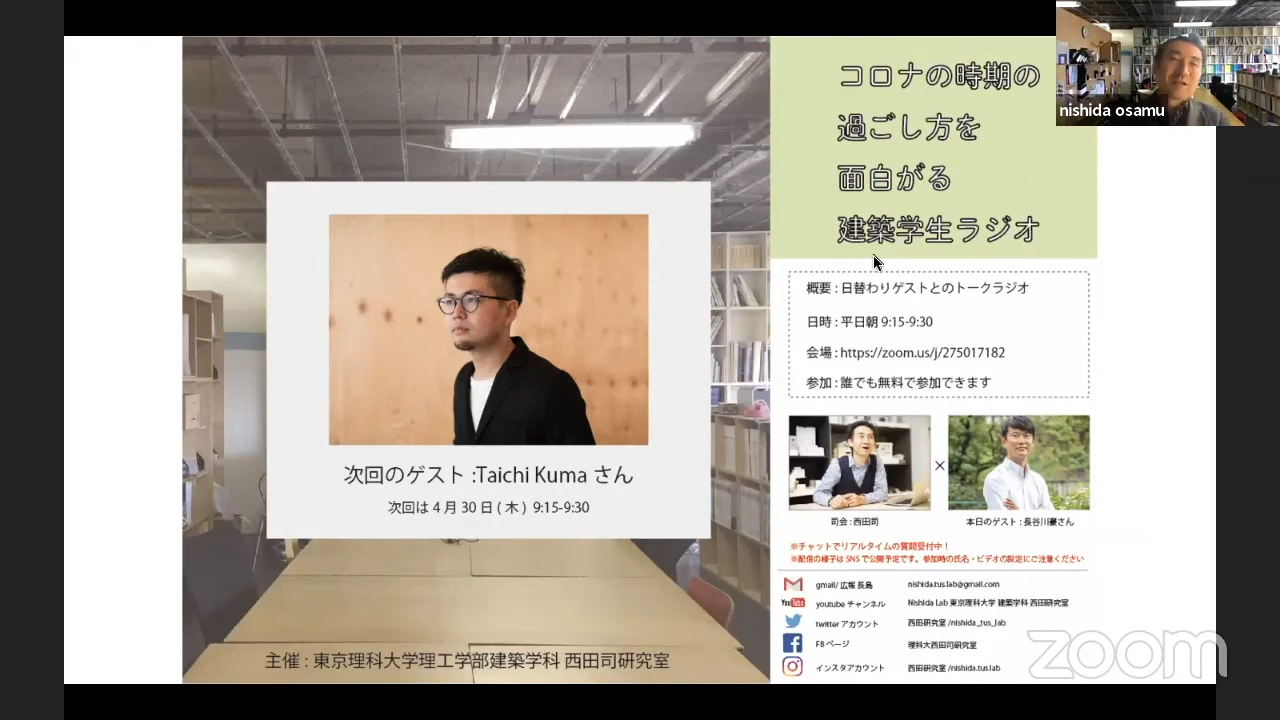 コロナの時期の
過ごし方を
面白がる
建築学生ラジオ
nishida osamu
概要 : 日替わりゲストとのトークラジオ
日時 : 平日朝 9:15-9:30
会場 : https://zoom.us/j/275017182
参加 : 誰でも無料で参加できます
次回のゲスト :Taichi Kuma さん
次回は 4 月 30 日 ( 木 ) 9:15-9:30
×
司会 : 西田司
本日のゲスト : 長谷川豪さん
※チャットでリアルタイムの質問受付中！
※配信の様子は SNS で公開予定です。参加時の氏名・ビデオの設定にご注意ください
gmail/ 広報 長島 nishida.tus.lab@gmail.com
YouTube youtube チャンネル Nishida Lab 東京理科大学 建築学科 西田研究室
twitter アカウント 西田研究室 /nishida_tus_lab
FB ページ 理科大西田司研究室
インスタアカウント 西田研究室 /nishida.tus.lab
主催 : 東京理科大学理工学部建築学科 西田司研究室
zoom